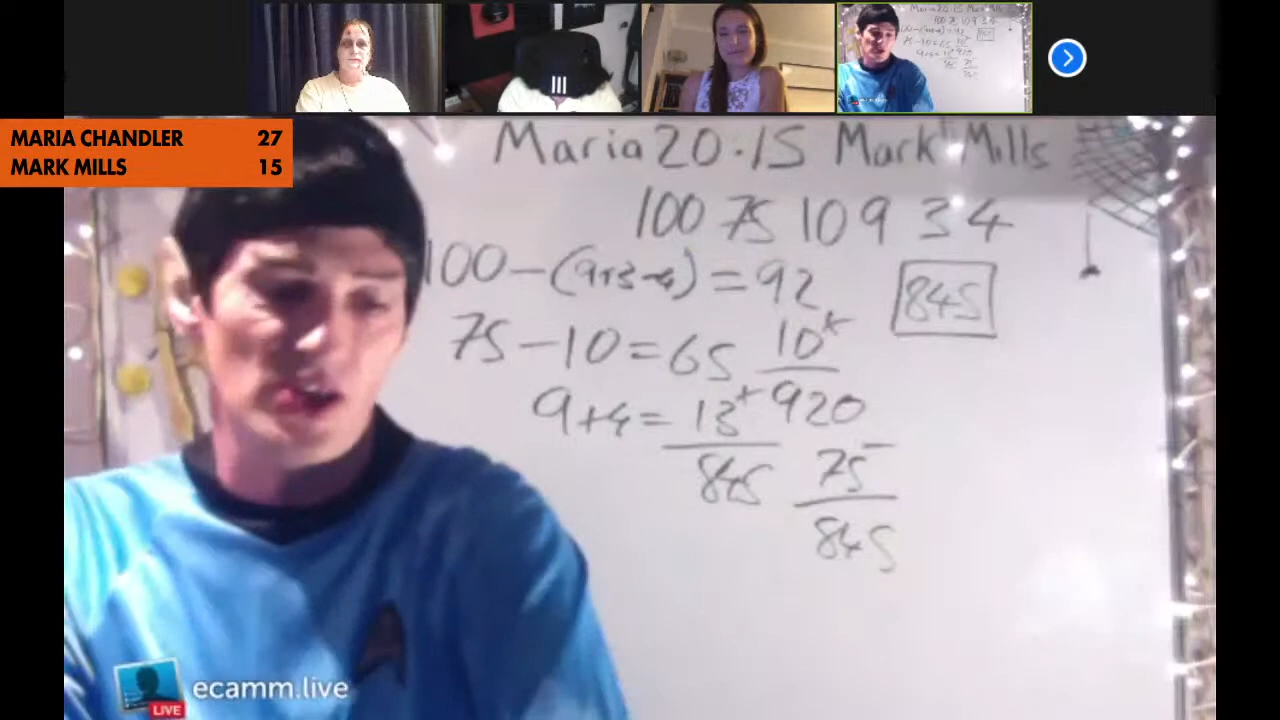 MARIA CHANDLER 27
MARK MILLS 15
Maria 20.15 Mark Mills
100 75 10 9 3 4
100-(9+3-4)=92
845
75-10=65
10×
9+4=13×
920
845
75-
845
ecamm.live
LIVE